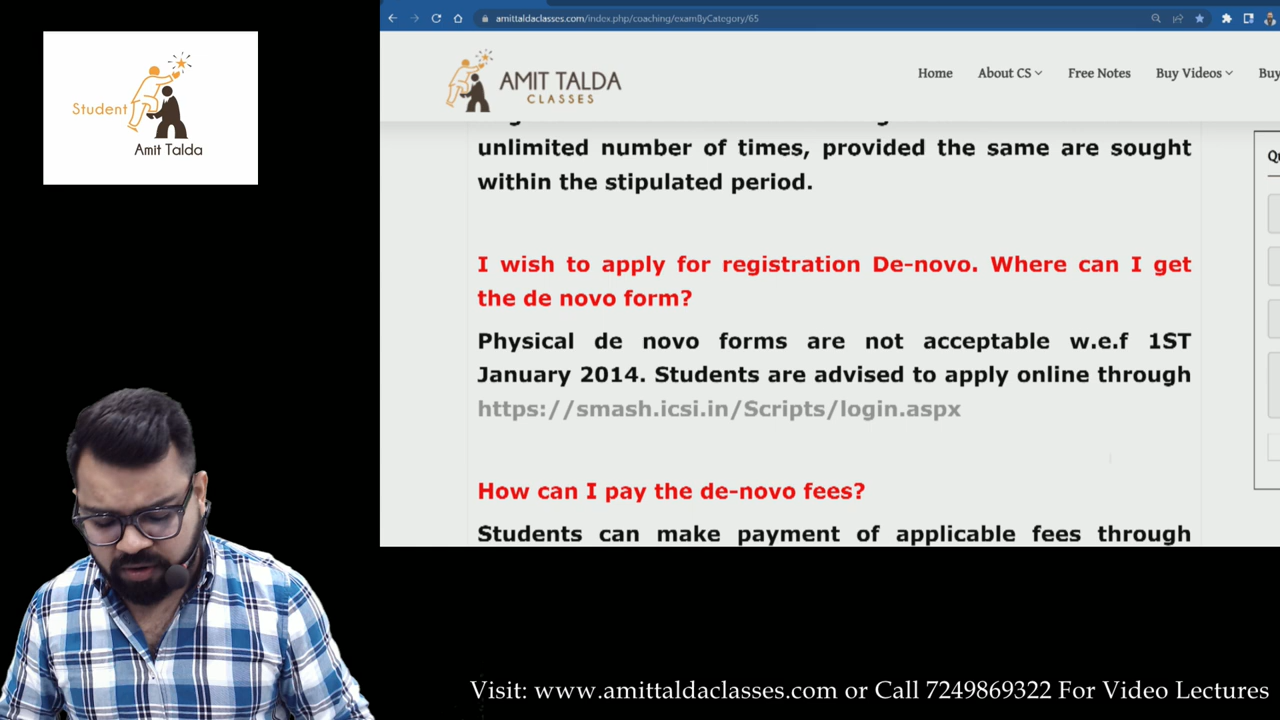 amittaldaclasses.com/index.php/coaching/examByCategory/65
Student
Amit Talda
AMIT TALDA
CLASSES
Home About CS Free Notes Buy Videos Buy
unlimited number of times, provided the same are sought
within the stipulated period.
I wish to apply for registration De-novo. Where can I get
the de novo form?
Physical de novo forms are not acceptable w.e.f 1ST
January 2014. Students are advised to apply online through
https://smash.icsi.in/Scripts/login.aspx
How can I pay the de-novo fees?
Students can make payment of applicable fees through
Visit: www.amittaldaclasses.com or Call 7249869322 For Video Lectures